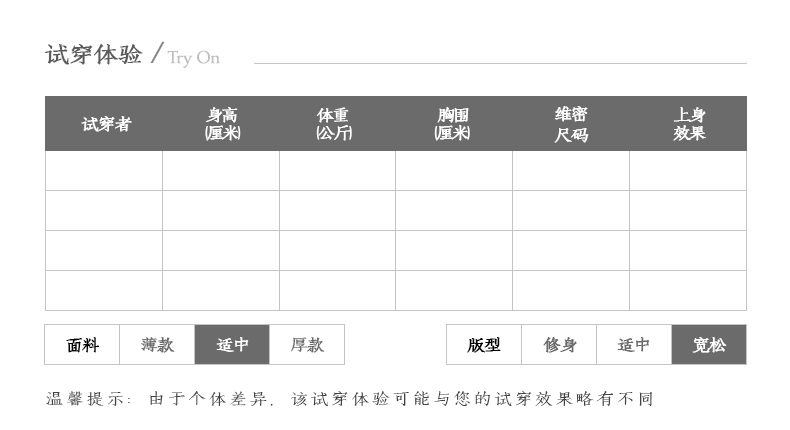 试穿体验 / Try On
试穿者 身高 体重 胸围 维密 上身
(厘米) (公斤) (厘米) 尺码 效果
面料 薄款 适中 厚款 版型 修身 适中 宽松
温馨提示: 由于个体差异, 该试穿体验可能与您的试穿效果略有不同